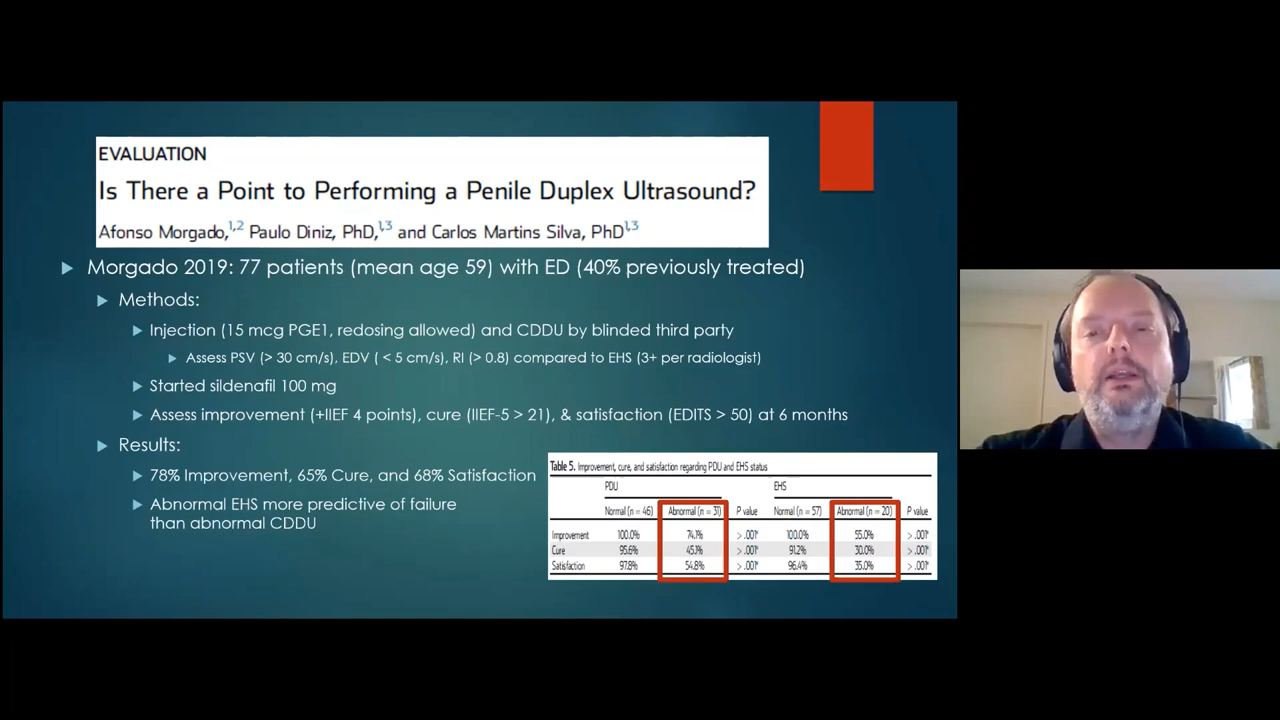 EVALUATION
Is There a Point to Performing a Penile Duplex Ultrasound?
Afonso Morgado,1,2 Paulo Diniz, PhD,1,3 and Carlos Martins Silva, PhD1,3
Morgado 2019: 77 patients (mean age 59) with ED (40% previously treated)
Methods:
Injection (15 mcg PGE1, redosing allowed) and CDDU by blinded third party
Assess PSV (> 30 cm/s), EDV ( < 5 cm/s), RI (> 0.8) compared to EHS (3+ per radiologist)
Started sildenafil 100 mg
Assess improvement (+IIEF 4 points), cure (IIEF-5 > 21), & satisfaction (EDITS > 50) at 6 months
Results:
78% Improvement, 65% Cure, and 68% Satisfaction
Abnormal EHS more predictive of failure
than abnormal CDDU
Table 5. Improvement, cure, and satisfaction regarding PDU and EHS status
PDU EHS
Normal (n = 46) Abnormal (n = 31) P value Normal (n = 57) Abnormal (n = 20) P value
Improvement 100.0% 74.1% > .001* 100.0% 55.0% > .001*
Cure 95.6% 45.1% > .001* 91.2% 30.0% > .001*
Satisfaction 97.8% 54.8% > .001* 96.4% 35.0% > .001*